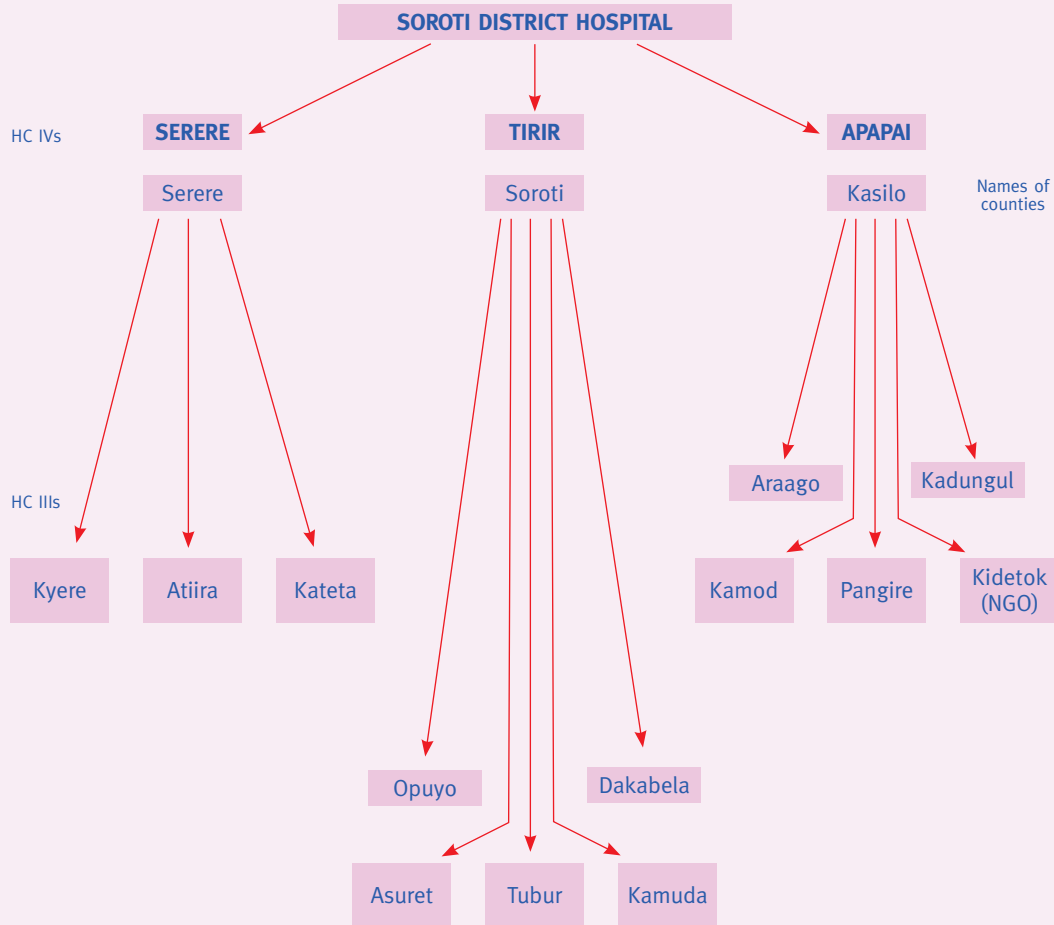 SOROTI DISTRICT HOSPITAL
HC IVs
SERERE
TIRIR
APAPAI
Serere
Soroti
Kasilo
Names of
counties
Araago
Kadungul
HC IIIs
Kyere
Atiira
Kateta
Kamod
Pangire
Kidetok
(NGO)
Opuyo
Dakabela
Asuret
Tubur
Kamuda